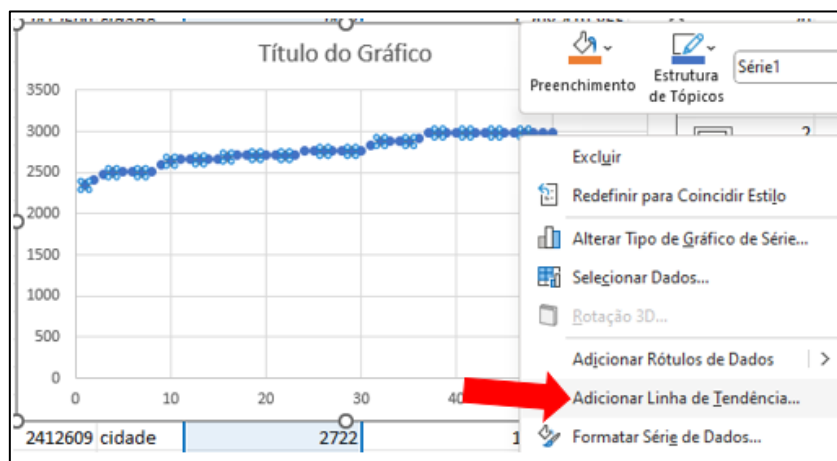 cidade
Título do Gráfico
3500
3000
2500
2000
1500
1000
500
0
0 10 20 30 40
2412609 cidade 2722 1
Preenchimento
Estrutura
de Tópicos
Série1
2
Excluir
Redefinir para Coincidir Estilo
Alterar Tipo de Gráfico de Série...
Selecionar Dados...
Rotação 3D...
Adicionar Rótulos de Dados
Adicionar Linha de Tendência...
Formatar Série de Dados...